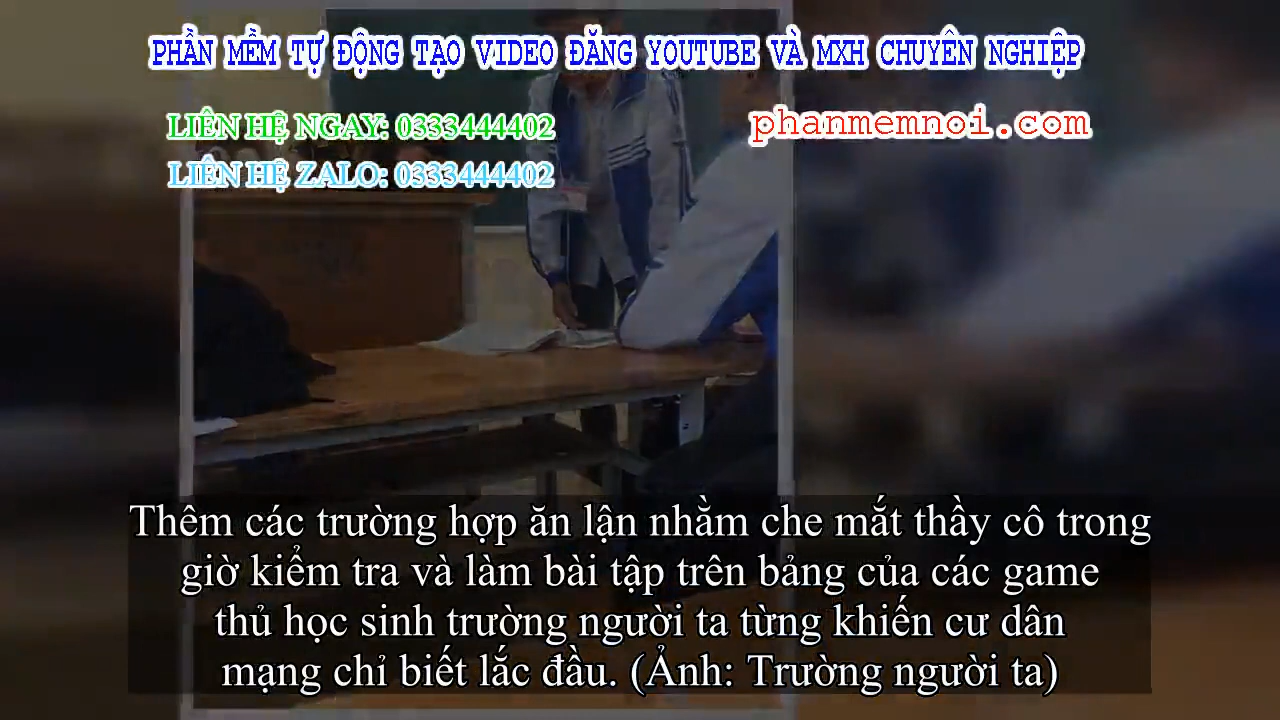 PHẦN MỀM TỰ ĐỘNG TẠO VIDEO ĐĂNG YOUTUBE VÀ MXH CHUYÊN NGHIỆP
LIÊN HỆ NGAY: 0333444402
phanmemnoi.com
LIÊN HỆ ZALO: 0333444402
Thêm các trường hợp ăn lận nhằm che mắt thầy cô trong
giờ kiểm tra và làm bài tập trên bảng của các game
thủ học sinh trường người ta từng khiến cư dân
mạng chỉ biết lắc đầu. (Ảnh: Trường người ta)